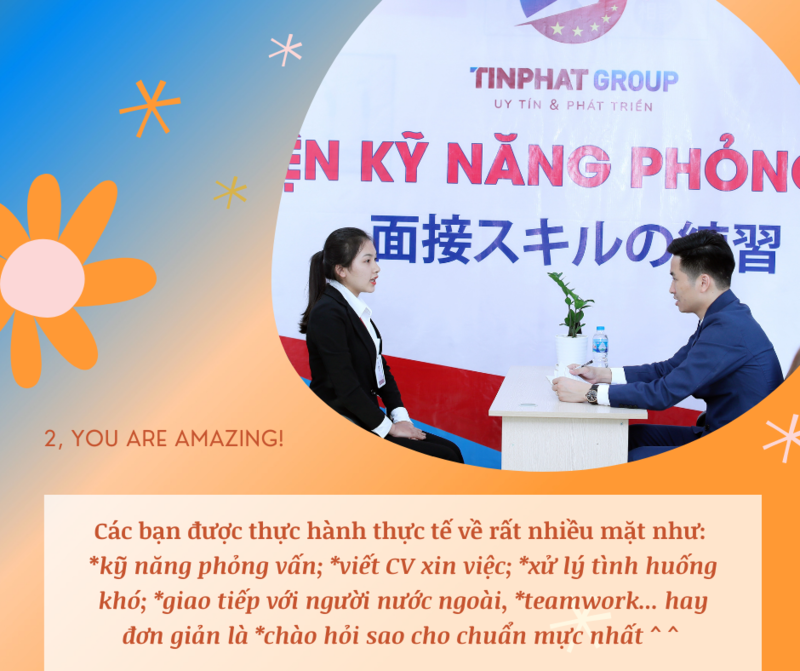 TINPHAT GROUP
UY TÍN & PHÁT TRIỂN
ỆN KỸ NĂNG PHỎNG
面接スキルの練習
2, YOU ARE AMAZING!
Các bạn được thực hành thực tế về rất nhiều mặt như:
*kỹ năng phỏng vấn; *viết CV xin việc; *xử lý tình huống
khó; *giao tiếp với người nước ngoài, *teamwork... hay
đơn giản là *chào hỏi sao cho chuẩn mực nhất ^ ^